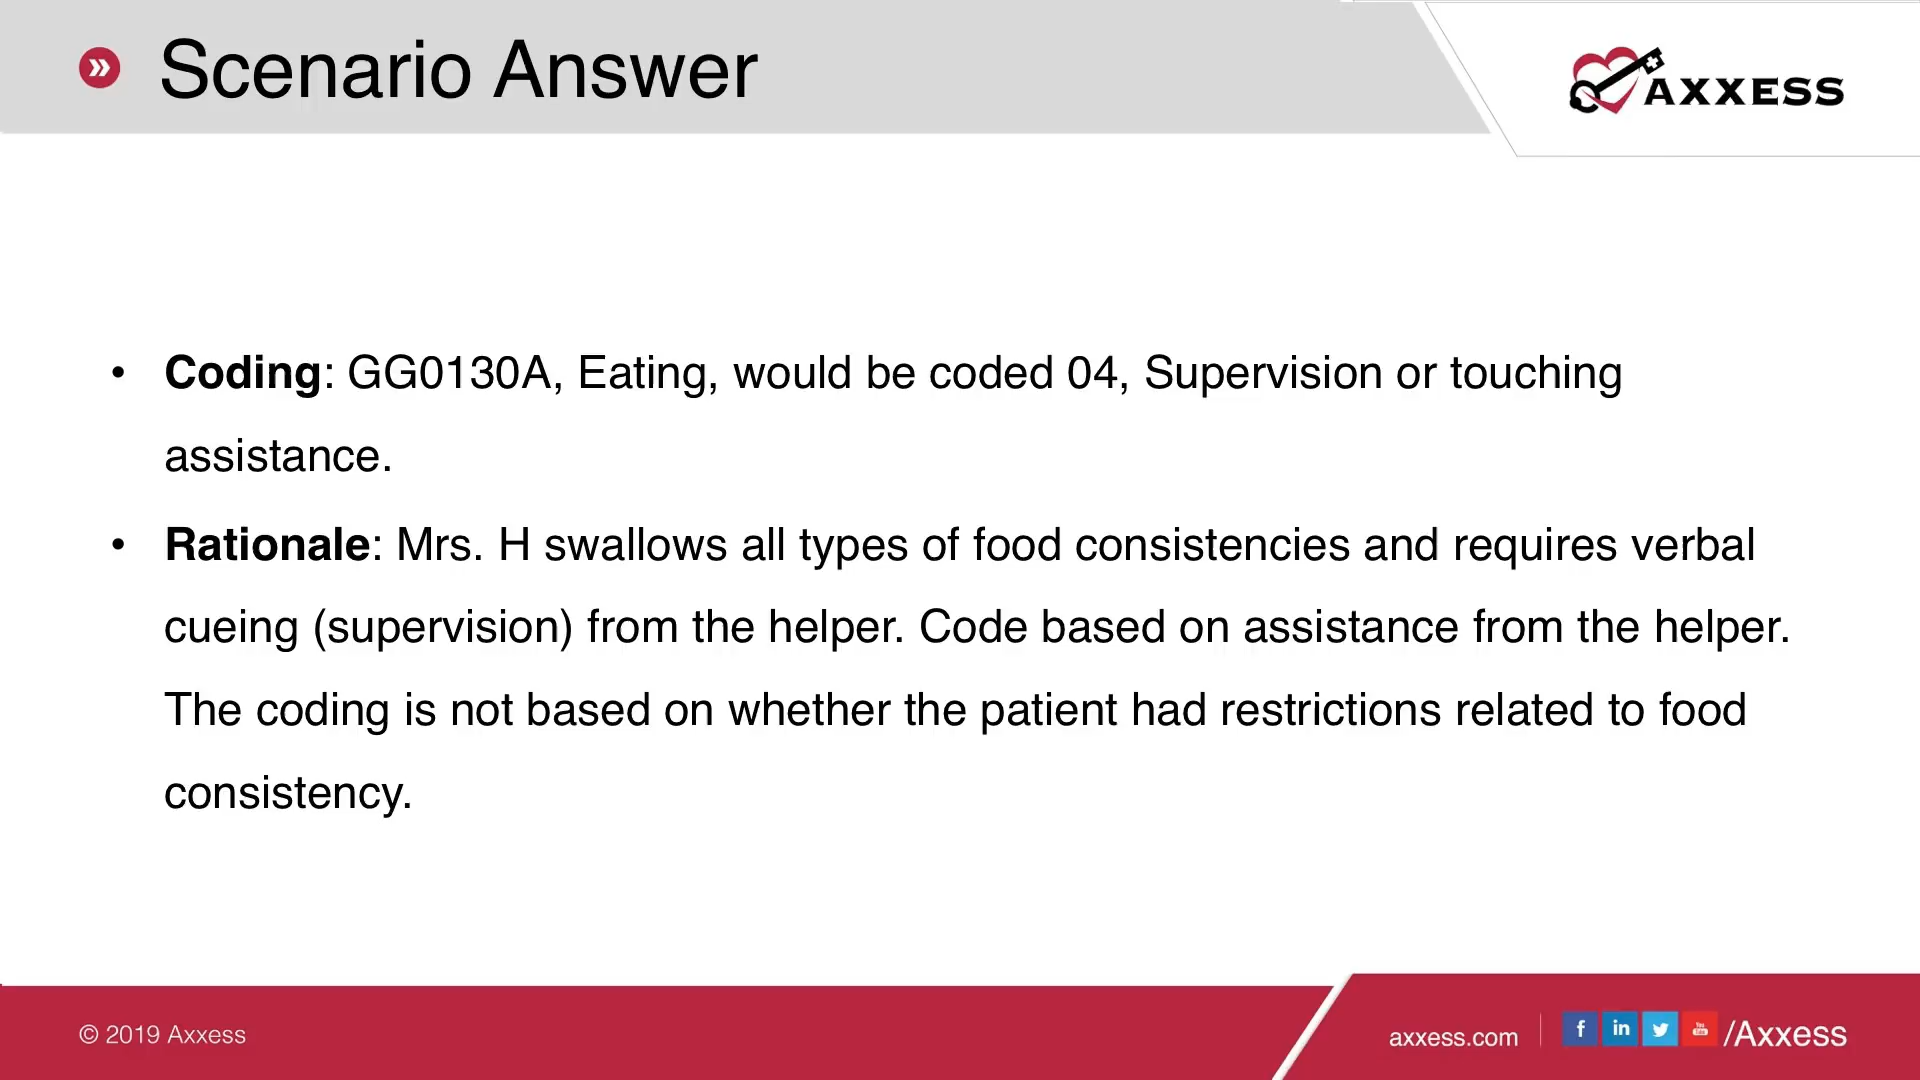 Scenario Answer
AXXESS
• Coding: GG0130A, Eating, would be coded 04, Supervision or touching
assistance.
• Rationale: Mrs. H swallows all types of food consistencies and requires verbal
cueing (supervision) from the helper. Code based on assistance from the helper.
The coding is not based on whether the patient had restrictions related to food
consistency.
© 2019 Axxess
axxess.com
f in You Tube /Axxess